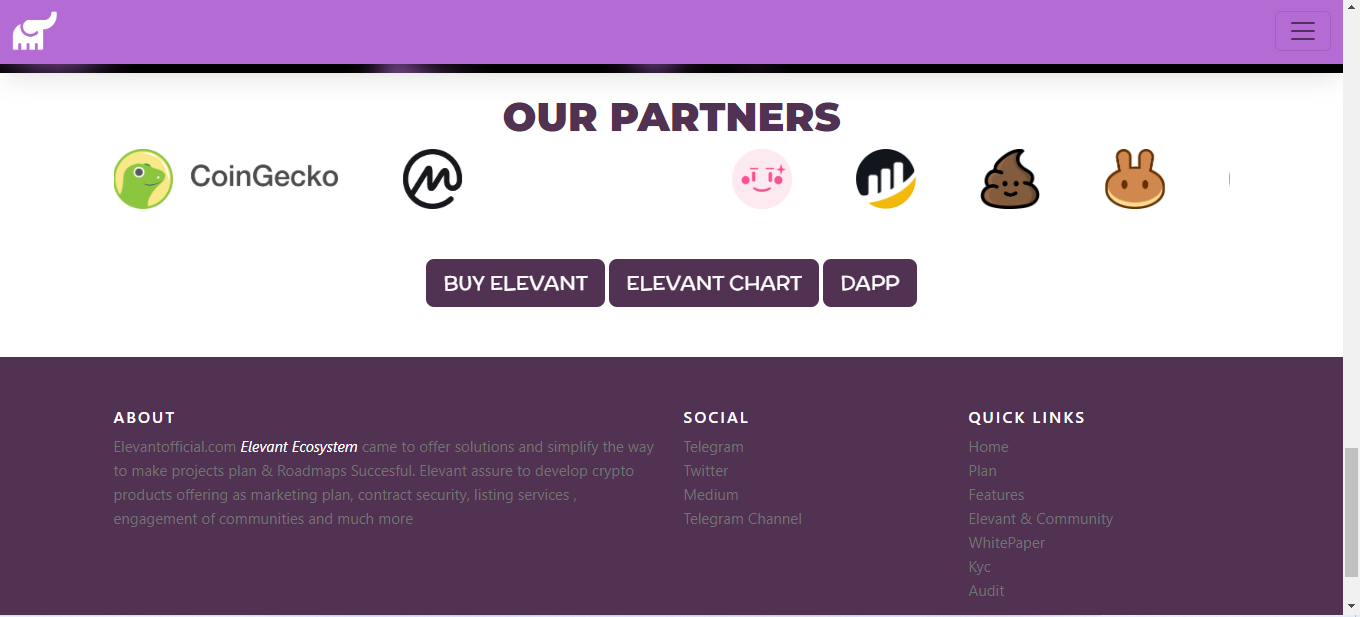 OUR PARTNERS
CoinGecko
BUY ELEVANT ELEVANT CHART DAPP
ABOUT
Elevantofficial.com Elevant Ecosystem came to offer solutions and simplify the way
to make projects plan & Roadmaps Succesful. Elevant assure to develop crypto
products offering as marketing plan, contract security, listing services ,
engagement of communities and much more
SOCIAL
Telegram
Twitter
Medium
Telegram Channel
QUICK LINKS
Home
Plan
Features
Elevant & Community
WhitePaper
Kyc
Audit